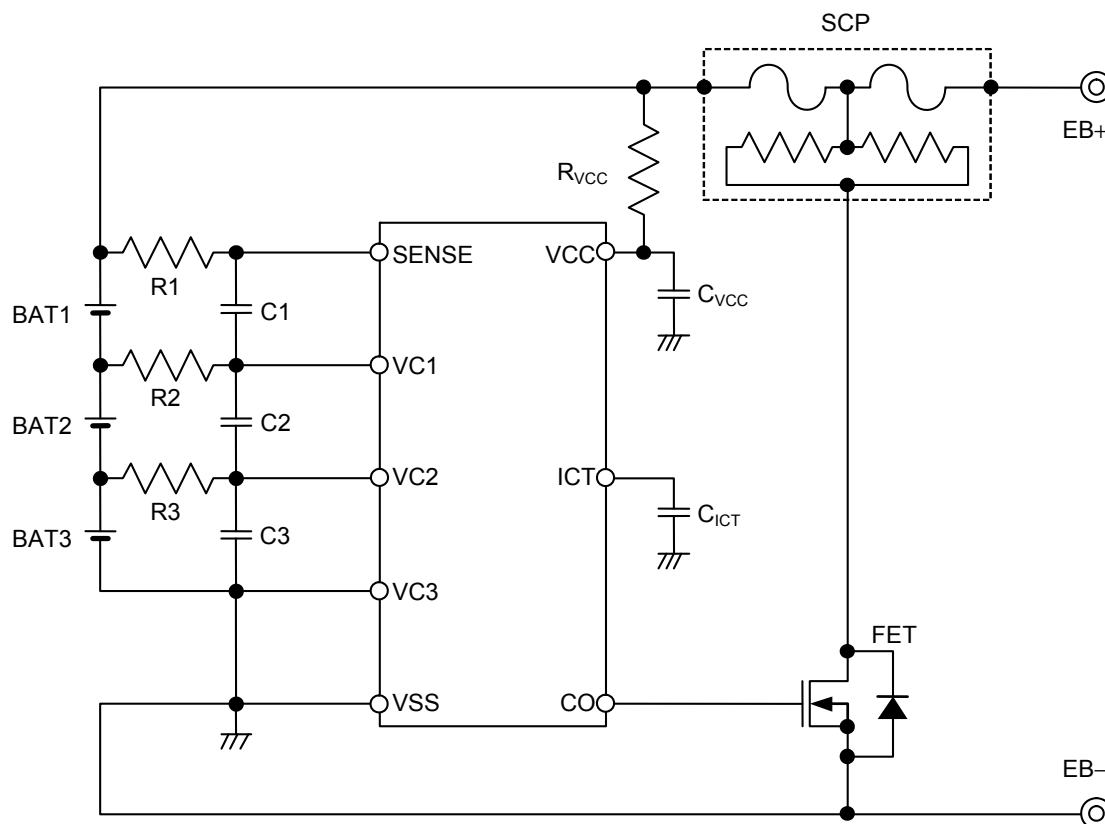 SCP
EB+
RVCC
SENSE
VCC
R1
CVCC
BAT1
C1
VC1
R2
BAT2
C2
VC2
ICT
R3
CICT
BAT3
C3
VC3
FET
VSS
CO
EB−